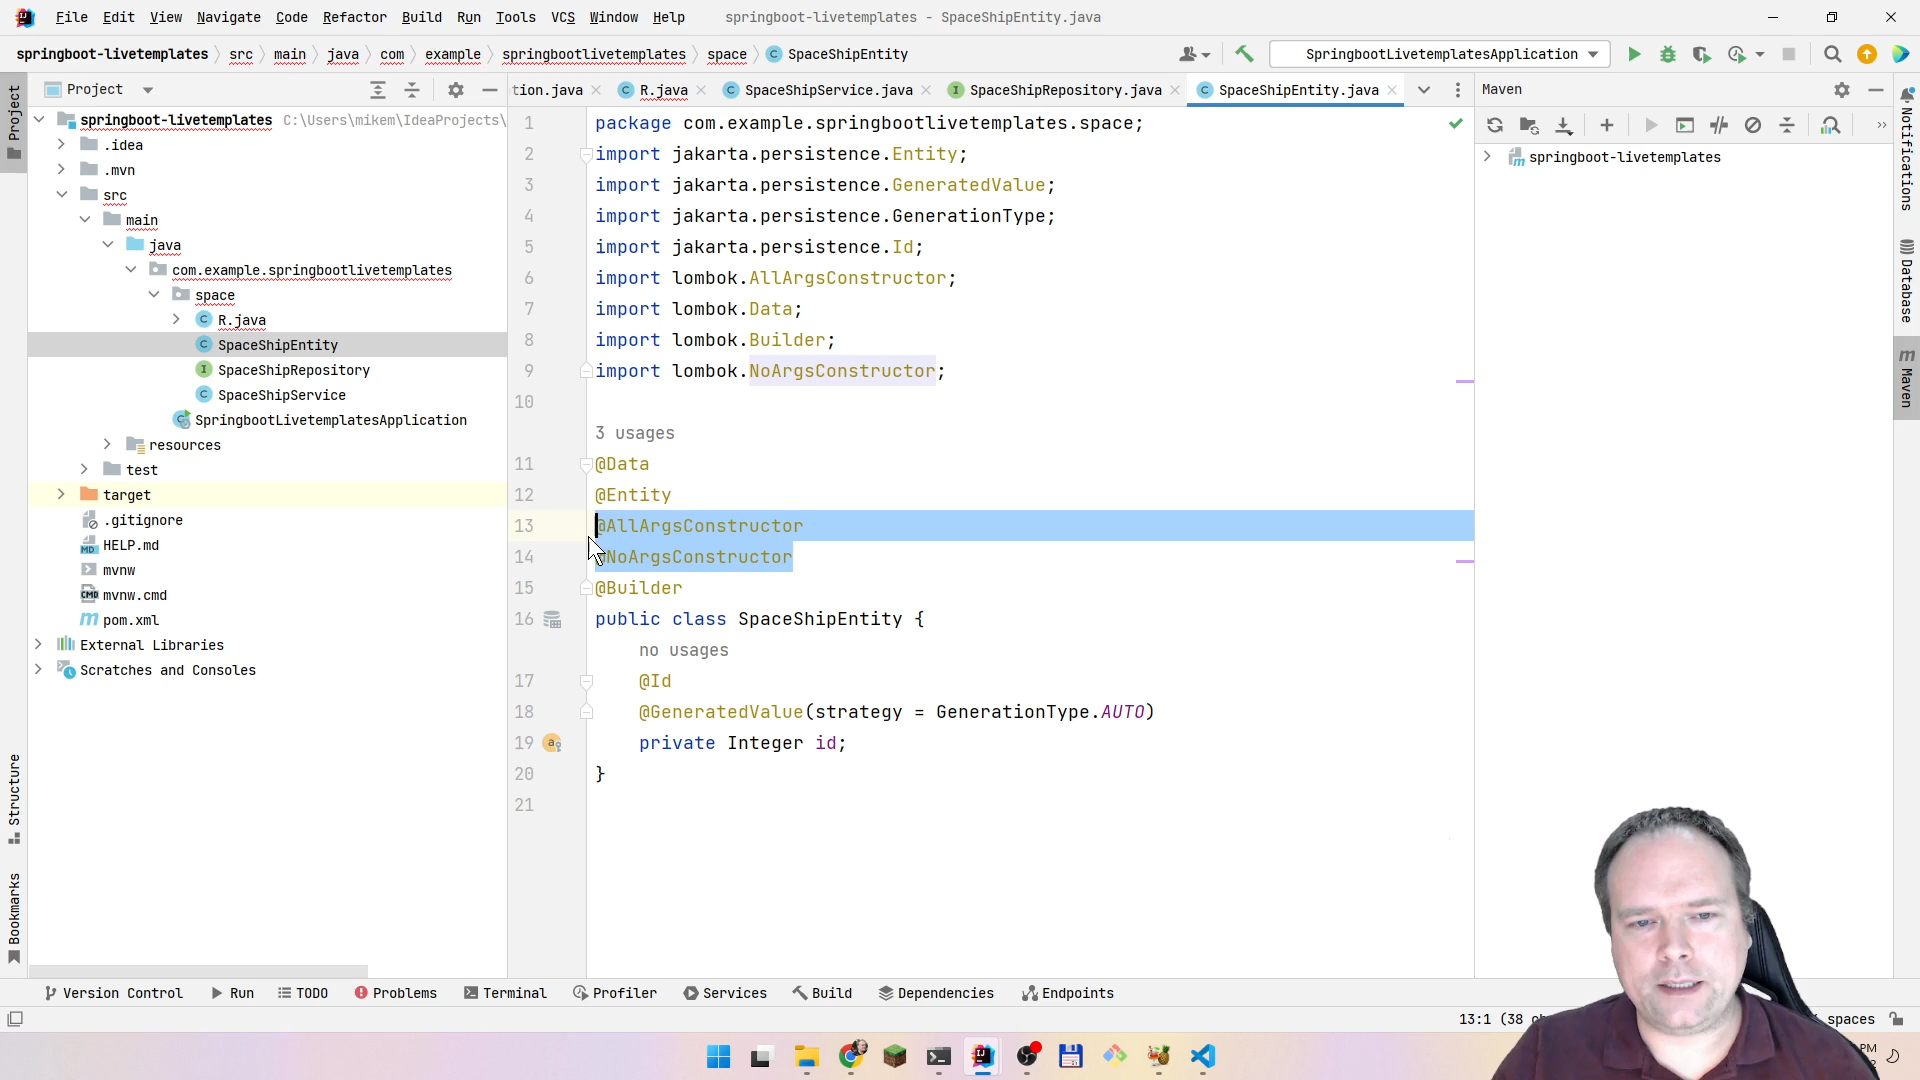 File Edit View Navigate Code Refactor Build Run Tools VCS Window Help springboot-livetemplates - SpaceShipEntity.java
springboot-livetemplates src main java com example springbootlivetemplates space SpaceShipEntity SpringbootLivetemplatesApplication
Project
tion.java R.java SpaceShipService.java SpaceShipRepository.java SpaceShipEntity.java
Maven
springboot-livetemplates C:\Users\mikem\IdeaProjects\
.idea
.mvn
src
main
java
com.example.springbootlivetemplates
space
R.java
SpaceShipEntity
SpaceShipRepository
SpaceShipService
SpringbootLivetemplatesApplication
resources
test
target
.gitignore
HELP.md
mvnw
mvnw.cmd
pom.xml
External Libraries
Scratches and Consoles
1 package com.example.springbootlivetemplates.space;
2 import jakarta.persistence.Entity;
3 import jakarta.persistence.GeneratedValue;
4 import jakarta.persistence.GenerationType;
5 import jakarta.persistence.Id;
6 import lombok.AllArgsConstructor;
7 import lombok.Data;
8 import lombok.Builder;
9 import lombok.NoArgsConstructor;
10
3 usages
11 @Data
12 @Entity
13 @AllArgsConstructor
14 @NoArgsConstructor
15 @Builder
16 public class SpaceShipEntity {
no usages
17 @Id
18 @GeneratedValue(strategy = GenerationType.AUTO)
19 private Integer id;
20 }
21
springboot-livetemplates
Project
Structure
Bookmarks
Notifications
Database
Maven
Version Control Run TODO Problems Terminal Profiler Services Build Dependencies Endpoints
13:1 (38 spaces
PM